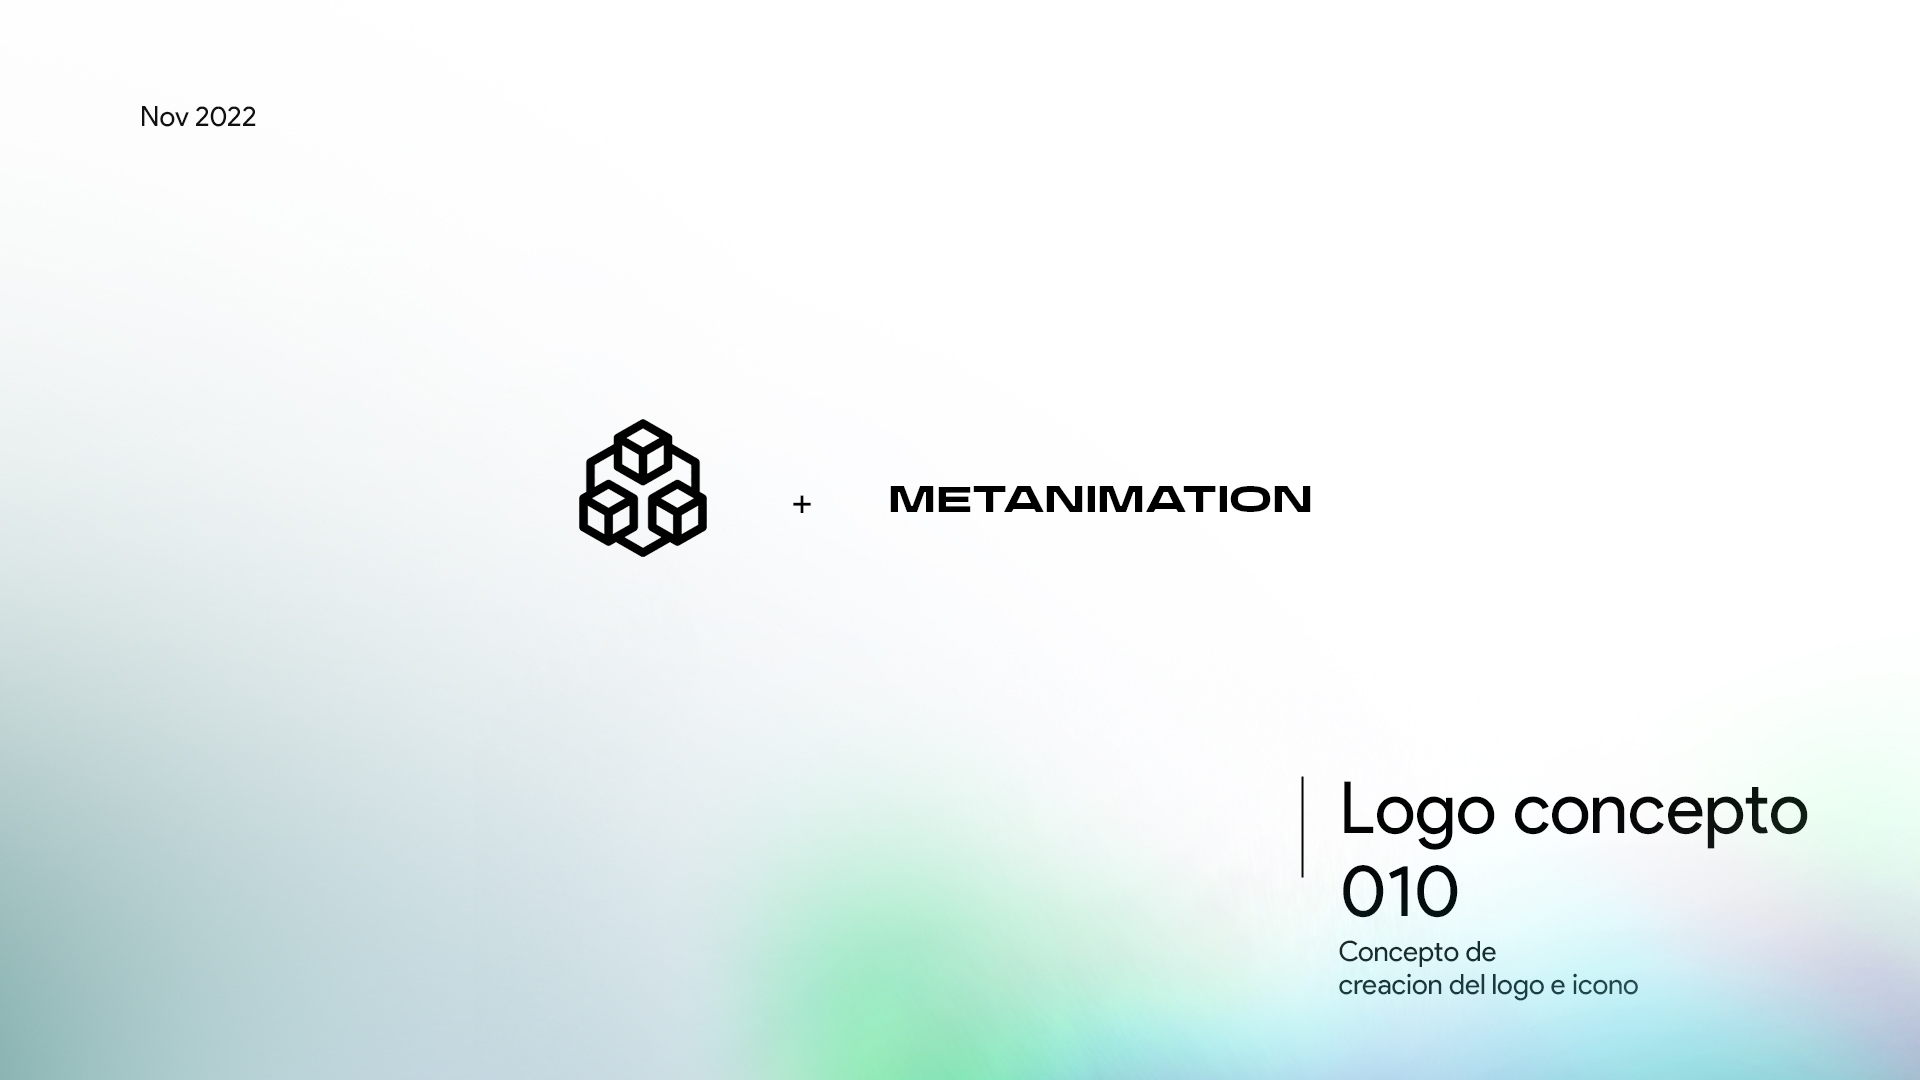 Nov 2022
+
METANIMATION
Logo concepto
010
Concepto de
creacion del logo e icono